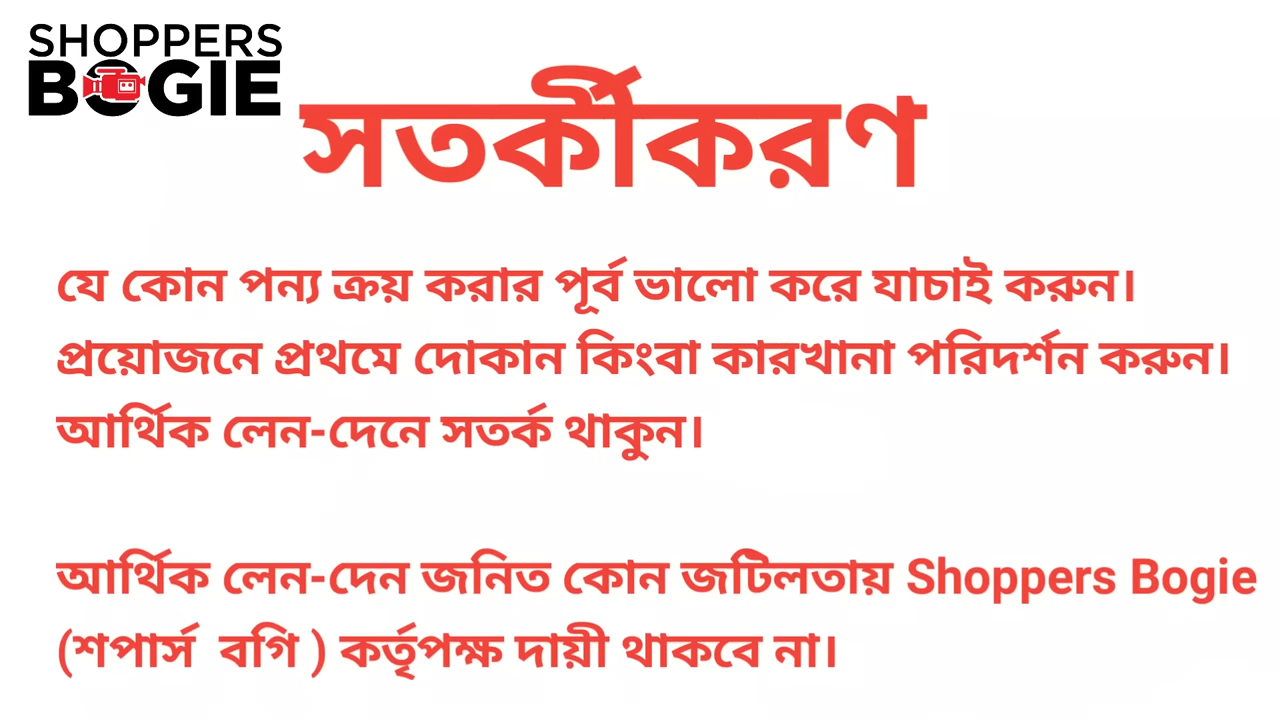 SHOPPERS
BOGIE
সতর্কীকরণ
যে কোন পন্য ক্রয় করার পূর্ব ভালো করে যাচাই করুন।
প্রয়োজনে প্রথমে দোকান কিংবা কারখানা পরিদর্শন করুন।
আর্থিক লেন-দেনে সতর্ক থাকুন।
আর্থিক লেন-দেন জনিত কোন জটিলতায় Shoppers Bogie
(শপার্স বগি ) কর্তৃপক্ষ দায়ী থাকবে না।